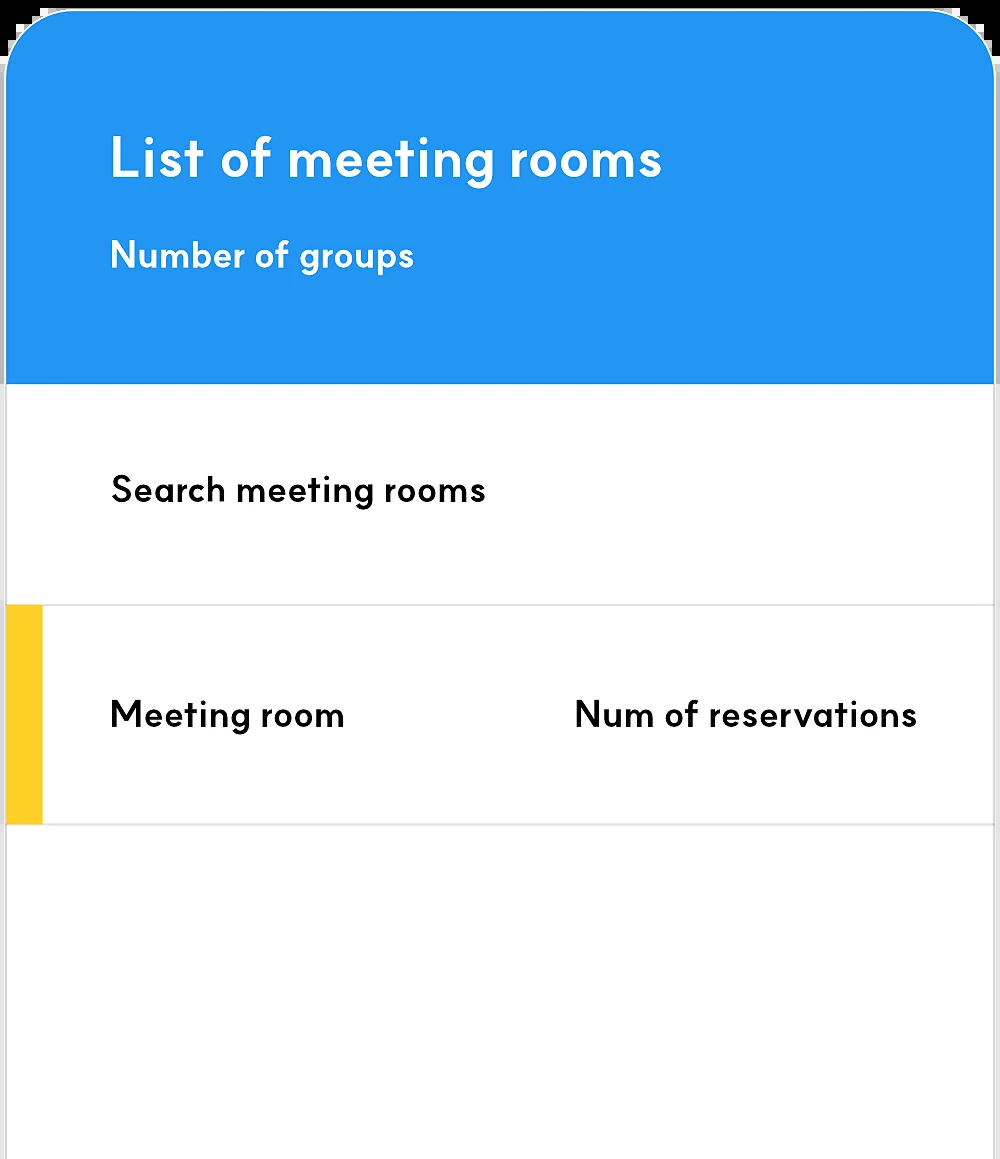 List of meeting rooms
Number of groups
Search meeting rooms
Meeting room Num of reservations